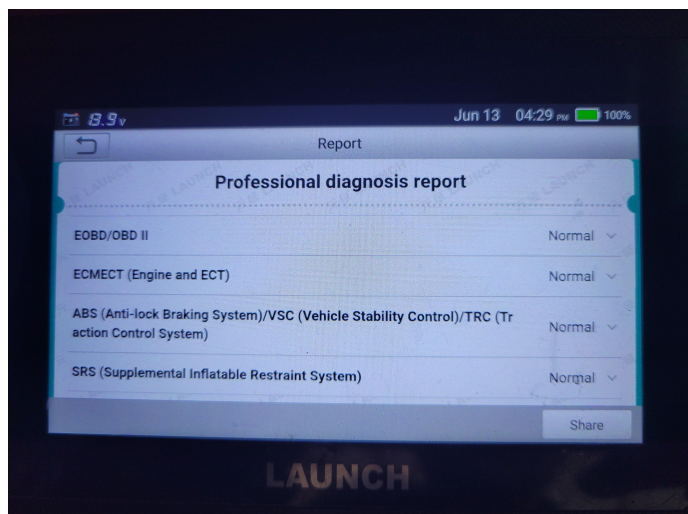 13.9v Jun 13 04:29 PM 100%
Report
Professional diagnosis report
EOBD/OBD II Normal
ECMECT (Engine and ECT) Normal
ABS (Anti-lock Braking System)/VSC (Vehicle Stability Control)/TRC (Tr
action Control System) Normal
SRS (Supplemental Inflatable Restraint System) Normal
Share
LAUNCH